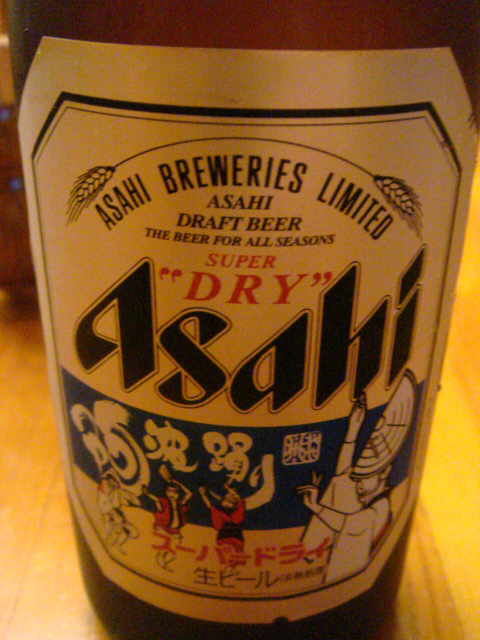 ASAHI BREWERIES LIMITED
ASAHI
DRAFT BEER
THE BEER FOR ALL SEASONS
SUPER
"DRY"
Asahi
阿波踊り
スーパードライ
生ビール